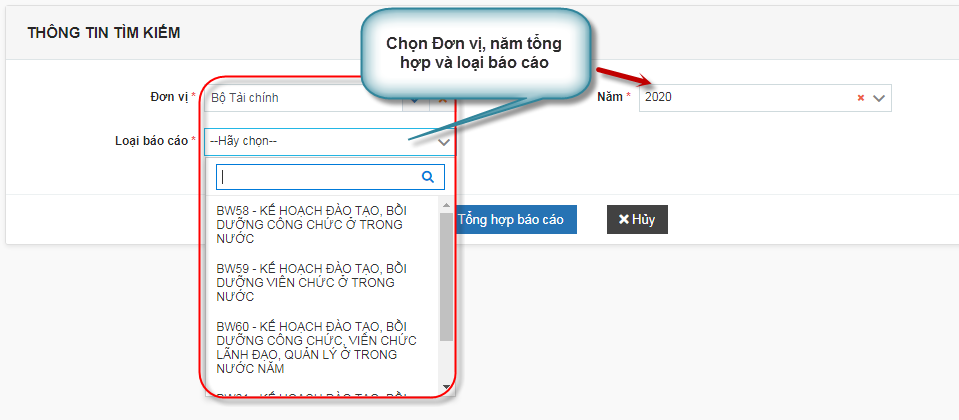 THÔNG TIN TÌM KIẾM
Chọn Đơn vị, năm tổng
hợp và loại báo cáo
Đơn vị *
Bộ Tài chính
Năm *
2020
Loại báo cáo *
--Hãy chọn--
BW58 - KẾ HOẠCH ĐÀO TẠO, BỒI
DƯỠNG CÔNG CHỨC Ở TRONG
NƯỚC
BW59 - KẾ HOẠCH ĐÀO TẠO, BỒI
DƯỠNG VIÊN CHỨC Ở TRONG
NƯỚC
BW60 - KẾ HOẠCH ĐÀO TẠO, BỒI
DƯỠNG CÔNG CHỨC, VIÊN CHỨC
LÃNH ĐẠO, QUẢN LÝ Ở TRONG
NƯỚC NĂM
Tổng hợp báo cáo
Hủy